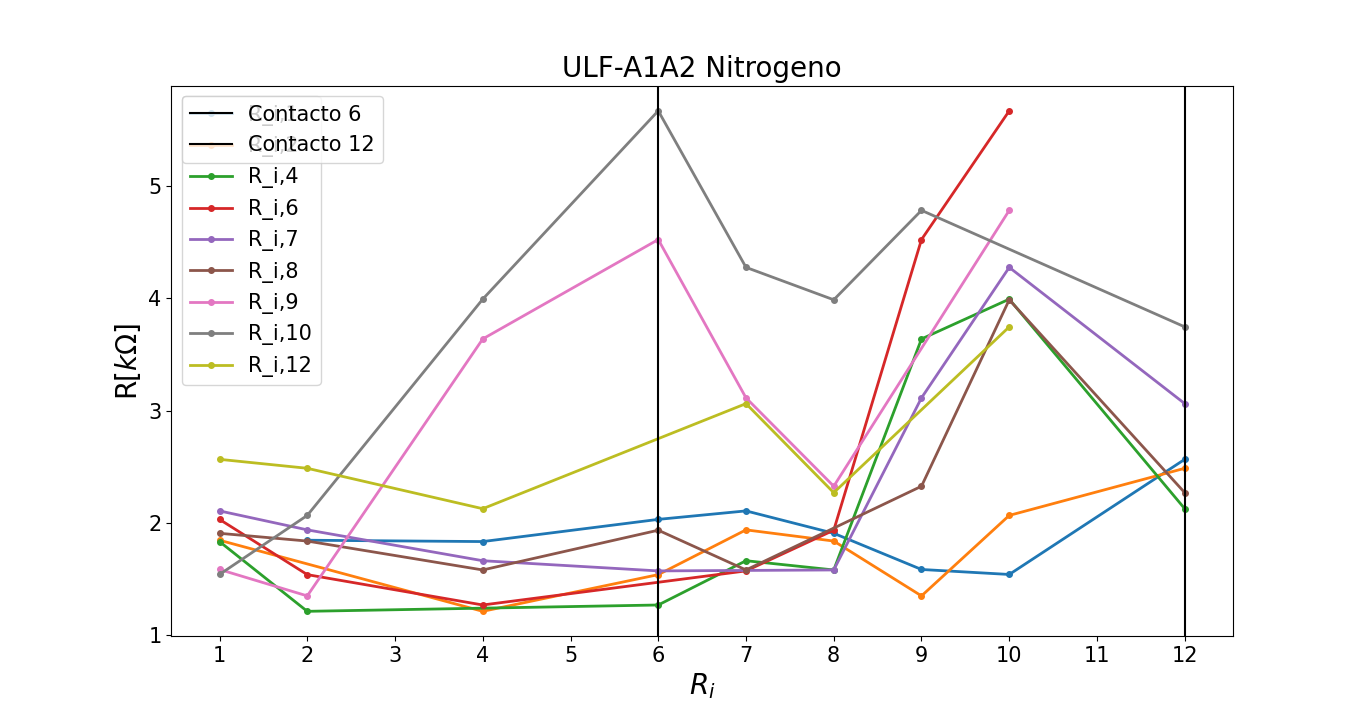 ULF-A1A2 Nitrogeno
Contacto 6
Contacto 12
R_i,4
R_i,6
R_i,7
R_i,8
R_i,9
R_i,10
R_i,12
R[kΩ]
5
4
3
2
1
1 2 3 4 5 6 7 8 9 10 11 12
R_i